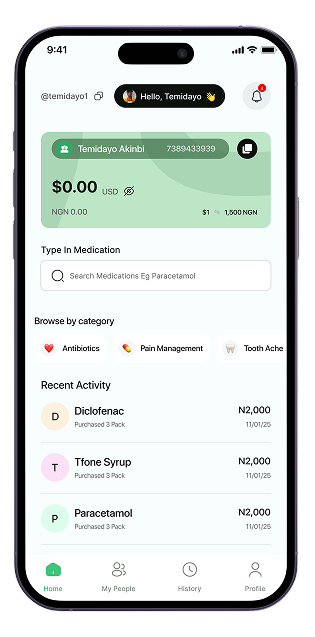 9:41
@temidayo1
Hello, Temidayo 👋
Temidayo Akinbi 7389433939
$0.00 USD
NGN 0.00 $1 1,500 NGN
Type In Medication
Search Medications Eg Paracetamol
Browse by category
Antibiotics Pain Management Tooth Ache
Recent Activity
D Diclofenac N2,000
Purchased 3 Pack 11/01/25
T Tfone Syrup N2,000
Purchased 3 Pack 11/01/25
P Paracetamol N2,000
Purchased 3 Pack 11/01/25
Home My People History Profile